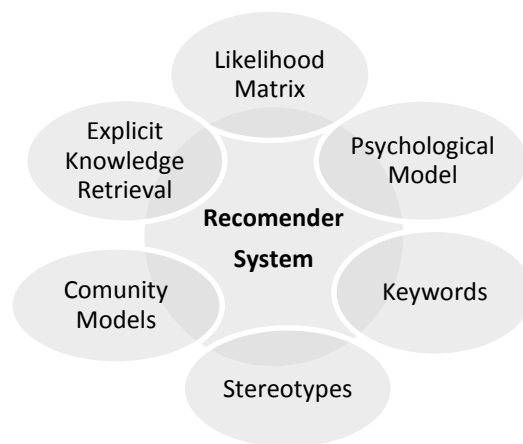 Likelihood
Matrix
Explicit
Knowledge
Retrieval
Psychological
Model
Recomender
System
Comunity
Models
Keywords
Stereotypes